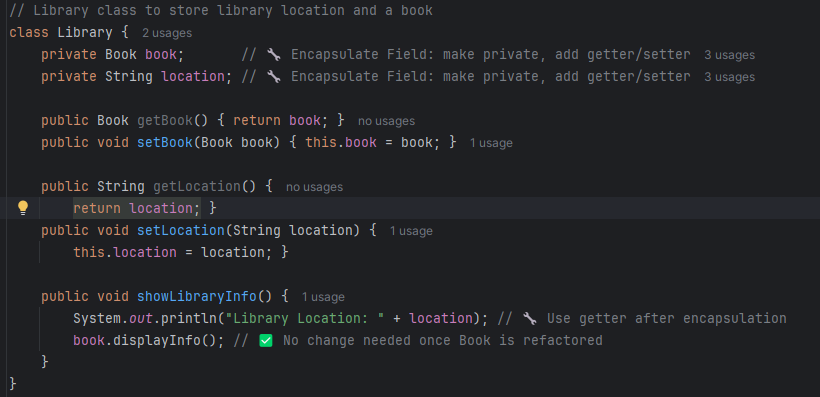 // Library class to store library location and a book
class Library { 2 usages
    private Book book;       // 🔧 Encapsulate Field: make private, add getter/setter 3 usages
    private String location; // 🔧 Encapsulate Field: make private, add getter/setter 3 usages
    public Book getBook() { return book; } no usages
    public void setBook(Book book) { this.book = book; } 1 usage
    public String getLocation() { no usages
        return location; }
    public void setLocation(String location) { 1 usage
        this.location = location; }
    public void showLibraryInfo() { 1 usage
        System.out.println("Library Location: " + location); // 🔧 Use getter after encapsulation
        book.displayInfo(); // ✅ No change needed once Book is refactored
    }
}